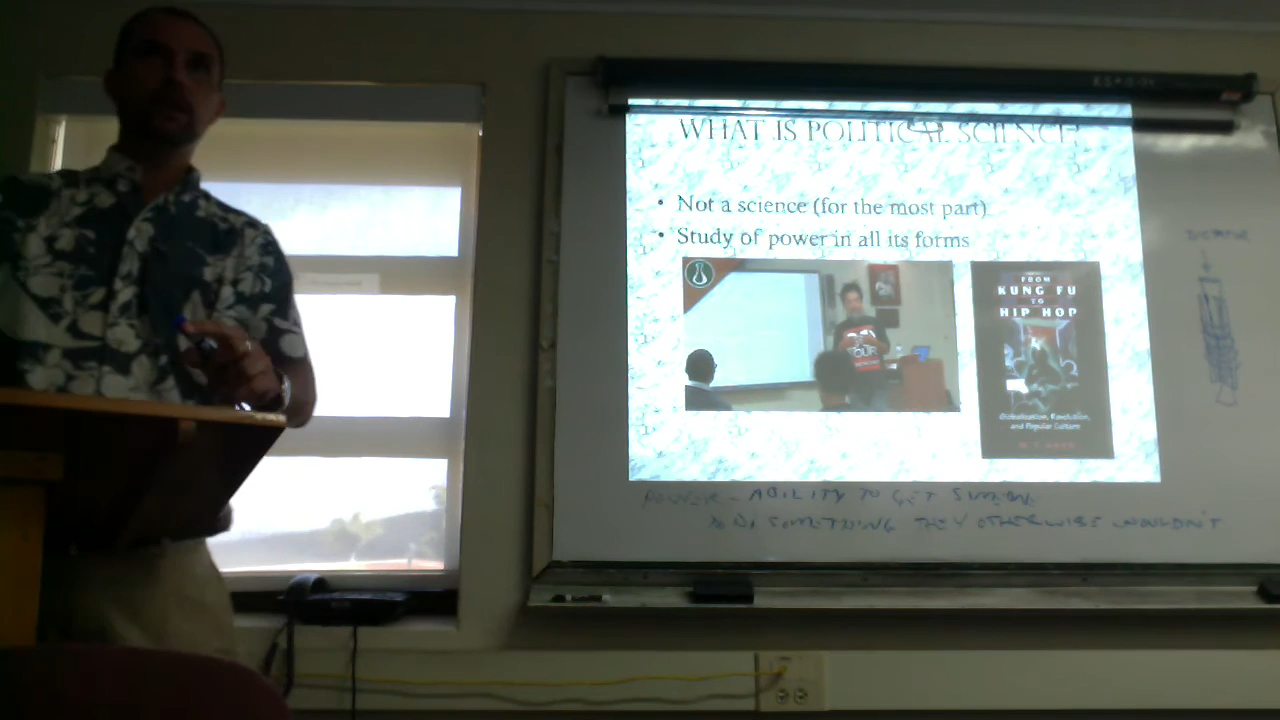 WHAT IS POLITICAL SCIENCE?
• Not a science (for the most part)
• Study of power in all its forms
FROM
KUNG FU
TO
HIP HOP
Globalization, Revolution,
and Popular Culture
DICTATOR
POWER - ABILITY TO GET SOMEONE
TO DO SOMETHING THEY OTHERWISE WOULDN'T